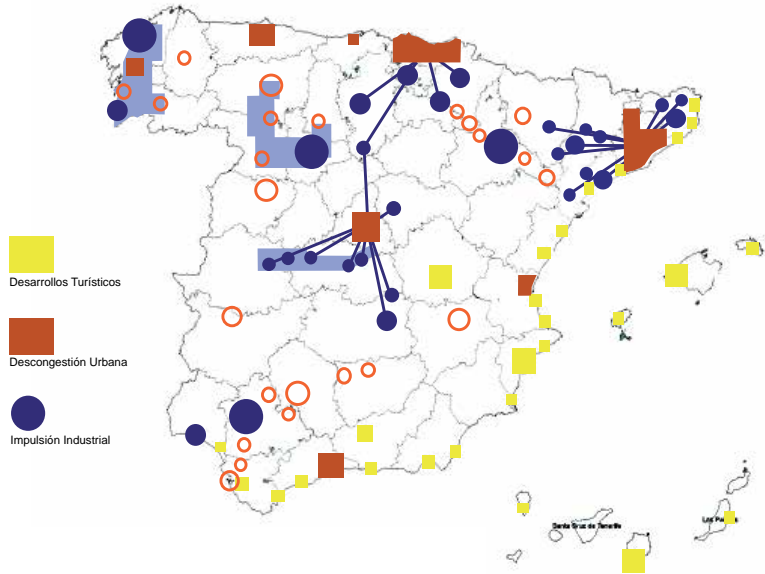 Desarrollos Turísticos
Descongestión Urbana
Impulsión Industrial
Santa Cruz de Tenerife